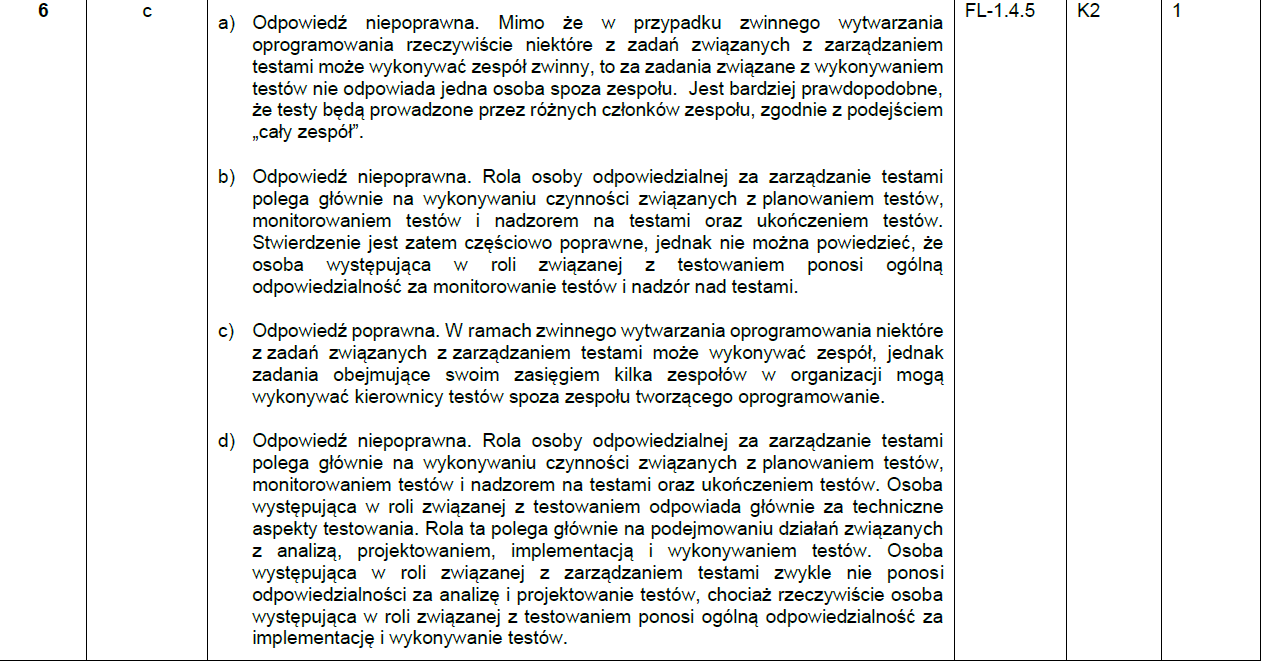 6 c FL-1.4.5 K2 1
a) Odpowiedź niepoprawna. Mimo że w przypadku zwinnego wytwarzania
oprogramowania rzeczywiście niektóre z zadań związanych z zarządzaniem
testami może wykonywać zespół zwinny, to za zadania związane z wykonywaniem
testów nie odpowiada jedna osoba spoza zespołu. Jest bardziej prawdopodobne,
że testy będą prowadzone przez różnych członków zespołu, zgodnie z podejściem
„cały zespół”.
b) Odpowiedź niepoprawna. Rola osoby odpowiedzialnej za zarządzanie testami
polega głównie na wykonywaniu czynności związanych z planowaniem testów,
monitorowaniem testów i nadzorem na testami oraz ukończeniem testów.
Stwierdzenie jest zatem częściowo poprawne, jednak nie można powiedzieć, że
osoba występująca w roli związanej z testowaniem ponosi ogólną
odpowiedzialność za monitorowanie testów i nadzór nad testami.
c) Odpowiedź poprawna. W ramach zwinnego wytwarzania oprogramowania niektóre
z zadań związanych z zarządzaniem testami może wykonywać zespół, jednak
zadania obejmujące swoim zasięgiem kilka zespołów w organizacji mogą
wykonywać kierownicy testów spoza zespołu tworzącego oprogramowanie.
d) Odpowiedź niepoprawna. Rola osoby odpowiedzialnej za zarządzanie testami
polega głównie na wykonywaniu czynności związanych z planowaniem testów,
monitorowaniem testów i nadzorem na testami oraz ukończeniem testów. Osoba
występująca w roli związanej z testowaniem odpowiada głównie za techniczne
aspekty testowania. Rola ta polega głównie na podejmowaniu działań związanych
z analizą, projektowaniem, implementacją i wykonywaniem testów. Osoba
występująca w roli związanej z zarządzaniem testami zwykle nie ponosi
odpowiedzialności za analizę i projektowanie testów, chociaż rzeczywiście osoba
występująca w roli związanej z testowaniem ponosi ogólną odpowiedzialność za
implementację i wykonywanie testów.